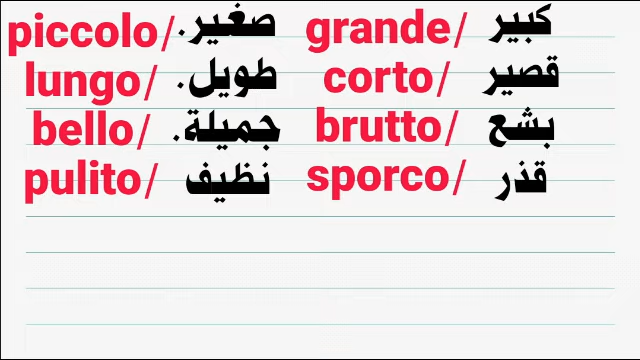 piccolo/ صغير. grande/ كبير
lungo/ طويل. corto/ قصير
bello/ جميلة. brutto/ بشع
pulito/ نظيف sporco/ قذر